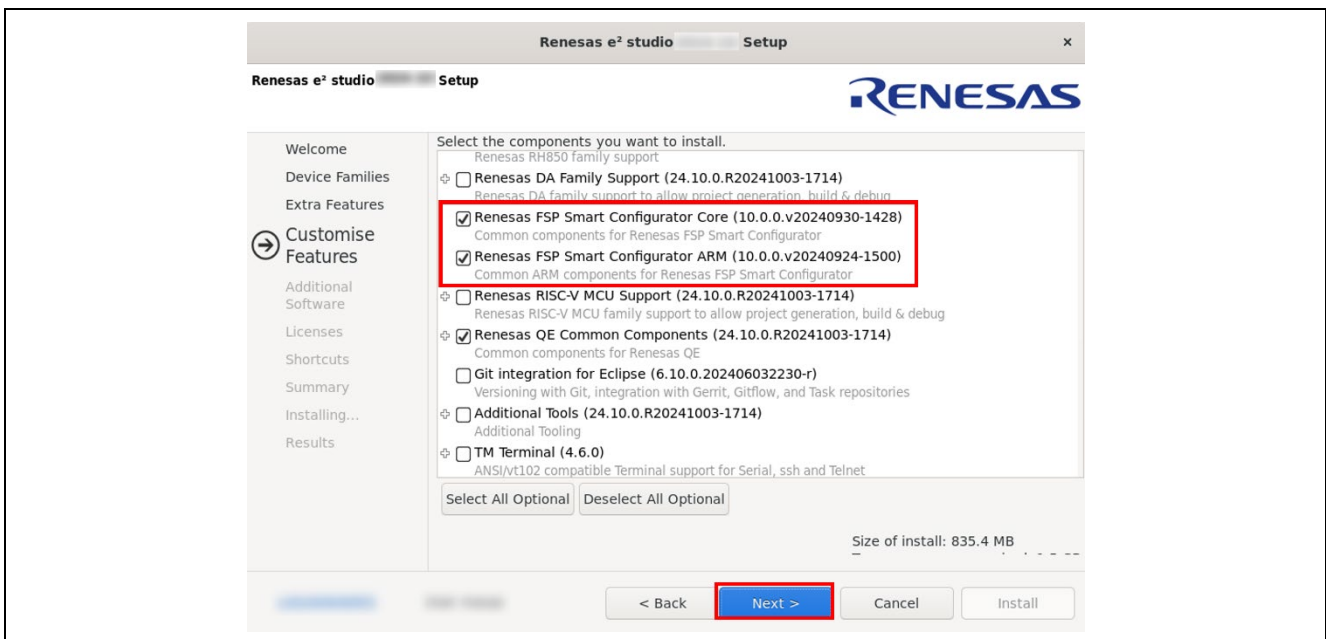 Renesas e² studio Setup
×
Renesas e² studio Setup
RENESAS
Welcome
Device Families
Extra Features
Customise
Features
Additional
Software
Licenses
Shortcuts
Summary
Installing...
Results
Select the components you want to install.
Renesas RH850 family support
Renesas DA Family Support (24.10.0.R20241003-1714)
Renesas DA family support to allow project generation, build & debug
Renesas FSP Smart Configurator Core (10.0.0.v20240930-1428)
Common components for Renesas FSP Smart Configurator
Renesas FSP Smart Configurator ARM (10.0.0.v20240924-1500)
Common ARM components for Renesas FSP Smart Configurator
Renesas RISC-V MCU Support (24.10.0.R20241003-1714)
Renesas RISC-V MCU family support to allow project generation, build & debug
Renesas QE Common Components (24.10.0.R20241003-1714)
Common components for Renesas QE
Git integration for Eclipse (6.10.0.202406032230-r)
Versioning with Git, integration with Gerrit, Gitflow, and Task repositories
Additional Tools (24.10.0.R20241003-1714)
Additional Tooling
TM Terminal (4.6.0)
ANSI/vt102 compatible Terminal support for Serial, ssh and Telnet
Select All Optional Deselect All Optional
Size of install: 835.4 MB
< Back Next > Cancel Install